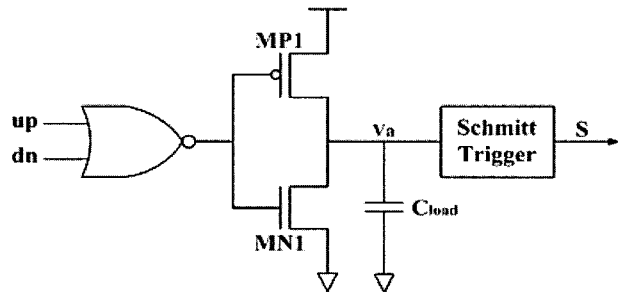 MP1
up
dn
va
Schmitt
Trigger
S
Cload
MN1